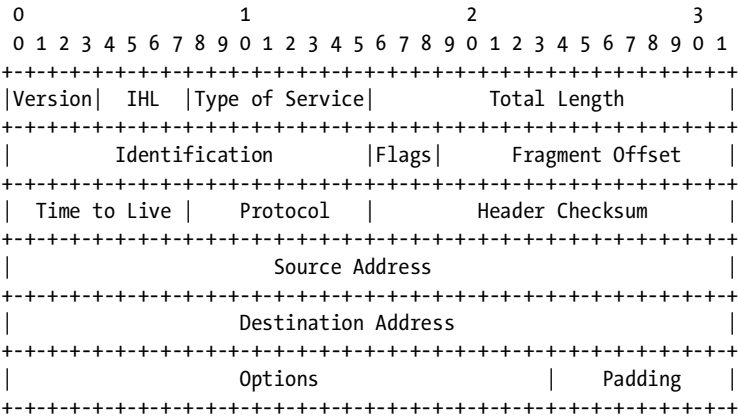 0                   1                   2                   3
 0 1 2 3 4 5 6 7 8 9 0 1 2 3 4 5 6 7 8 9 0 1 2 3 4 5 6 7 8 9 0 1
+-+-+-+-+-+-+-+-+-+-+-+-+-+-+-+-+-+-+-+-+-+-+-+-+-+-+-+-+-+-+-+-+
|Version|  IHL  |Type of Service|          Total Length         |
+-+-+-+-+-+-+-+-+-+-+-+-+-+-+-+-+-+-+-+-+-+-+-+-+-+-+-+-+-+-+-+-+
|         Identification        |Flags|      Fragment Offset    |
+-+-+-+-+-+-+-+-+-+-+-+-+-+-+-+-+-+-+-+-+-+-+-+-+-+-+-+-+-+-+-+-+
|  Time to Live |    Protocol   |         Header Checksum       |
+-+-+-+-+-+-+-+-+-+-+-+-+-+-+-+-+-+-+-+-+-+-+-+-+-+-+-+-+-+-+-+-+
|                       Source Address                          |
+-+-+-+-+-+-+-+-+-+-+-+-+-+-+-+-+-+-+-+-+-+-+-+-+-+-+-+-+-+-+-+-+
|                    Destination Address                        |
+-+-+-+-+-+-+-+-+-+-+-+-+-+-+-+-+-+-+-+-+-+-+-+-+-+-+-+-+-+-+-+-+
|                    Options                    |    Padding    |
+-+-+-+-+-+-+-+-+-+-+-+-+-+-+-+-+-+-+-+-+-+-+-+-+-+-+-+-+-+-+-+-+